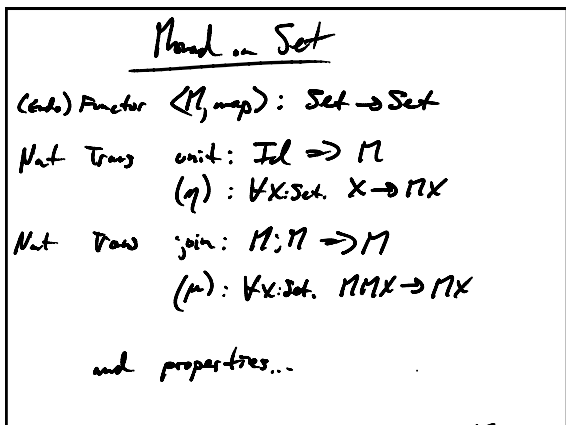 Monad on Set
(Endo) Functor <M, map> : Set → Set
Nat Trans unit : Id => M
(η) : ∀X:Set. X → MX
Nat Trans join : M;M => M
(μ) : ∀X:Set. MMX → MX
and properties...